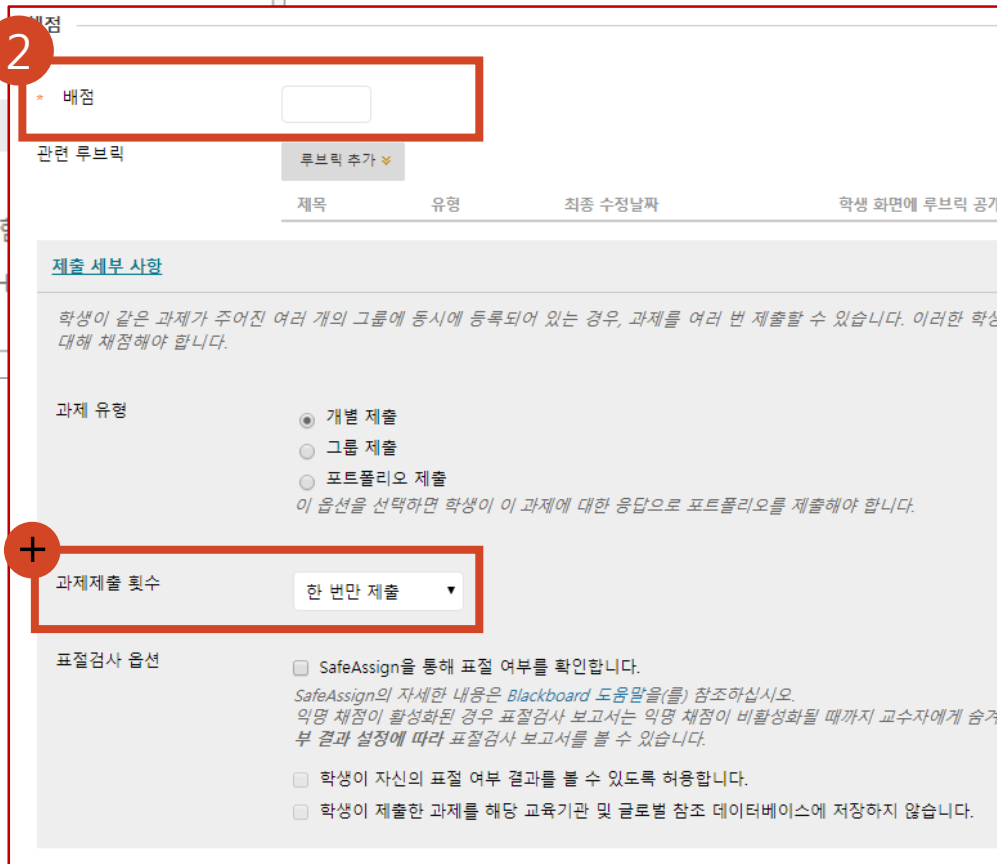 배점
2
* 배점
관련 루브릭
루브릭 추가
제목 유형 최종 수정날짜 학생 화면에 루브릭 공개
제출 세부 사항
학생이 같은 과제가 주어진 여러 개의 그룹에 동시에 등록되어 있는 경우, 과제를 여러 번 제출할 수 있습니다. 이러한 학생
대해 채점해야 합니다.
과제 유형
개별 제출
그룹 제출
포트폴리오 제출
이 옵션을 선택하면 학생이 이 과제에 대한 응답으로 포트폴리오를 제출해야 합니다.
+
과제제출 횟수 한 번만 제출
표절검사 옵션
SafeAssign을 통해 표절 여부를 확인합니다.
SafeAssign의 자세한 내용은 Blackboard 도움말을(를) 참조하십시오.
익명 채점이 활성화된 경우 표절검사 보고서는 익명 채점이 비활성화될 때까지 교수자에게 숨겨
부 결과 설정에 따라 표절검사 보고서를 볼 수 있습니다.
학생이 자신의 표절 여부 결과를 볼 수 있도록 허용합니다.
학생이 제출한 과제를 해당 교육기관 및 글로벌 참조 데이터베이스에 저장하지 않습니다.